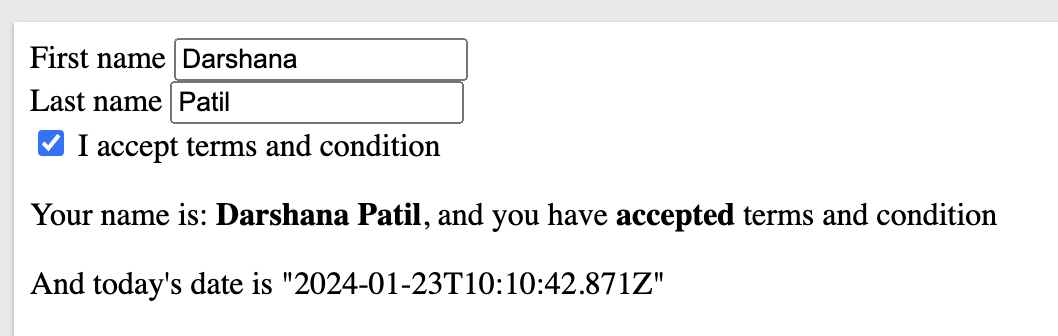 First name Darshana
Last name Patil
I accept terms and condition
Your name is: Darshana Patil, and you have accepted terms and condition
And today's date is "2024-01-23T10:10:42.871Z"